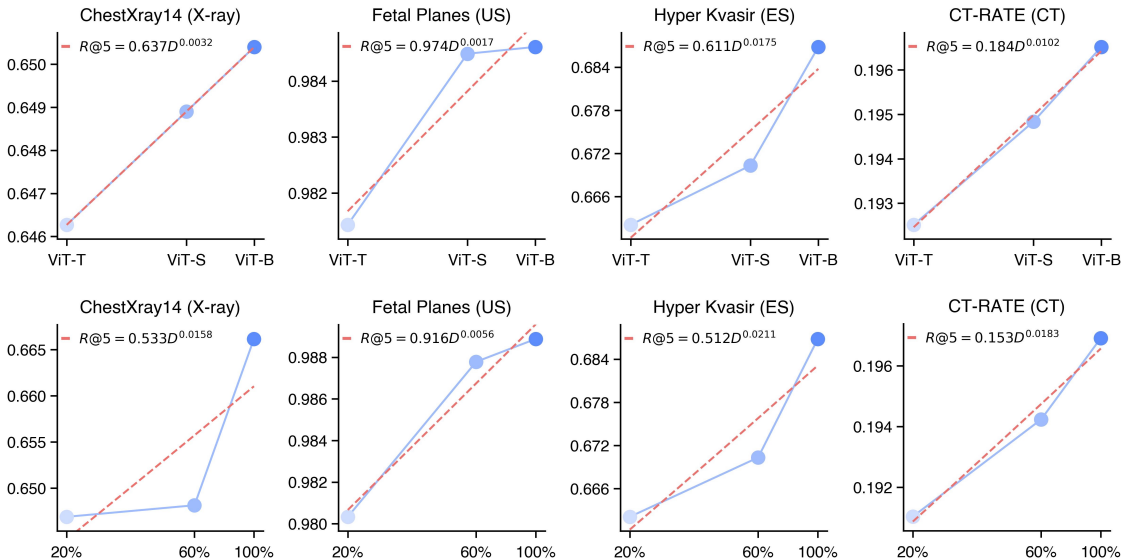 ChestXray14 (X-ray)
R@5 = 0.637D^0.0032
0.650
0.649
0.648
0.647
0.646
ViT-T ViT-S ViT-B
Fetal Planes (US)
R@5 = 0.974D^0.0017
0.984
0.983
0.982
ViT-T ViT-S ViT-B
Hyper Kvasir (ES)
R@5 = 0.611D^0.0175
0.684
0.678
0.672
0.666
ViT-T ViT-S ViT-B
CT-RATE (CT)
R@5 = 0.184D^0.0102
0.196
0.195
0.194
0.193
ViT-T ViT-S ViT-B
ChestXray14 (X-ray)
R@5 = 0.533D^0.0158
0.665
0.660
0.655
0.650
20% 60% 100%
Fetal Planes (US)
R@5 = 0.916D^0.0056
0.988
0.986
0.984
0.982
0.980
20% 60% 100%
Hyper Kvasir (ES)
R@5 = 0.512D^0.0211
0.684
0.678
0.672
0.666
20% 60% 100%
CT-RATE (CT)
R@5 = 0.153D^0.0183
0.196
0.194
0.192
20% 60% 100%